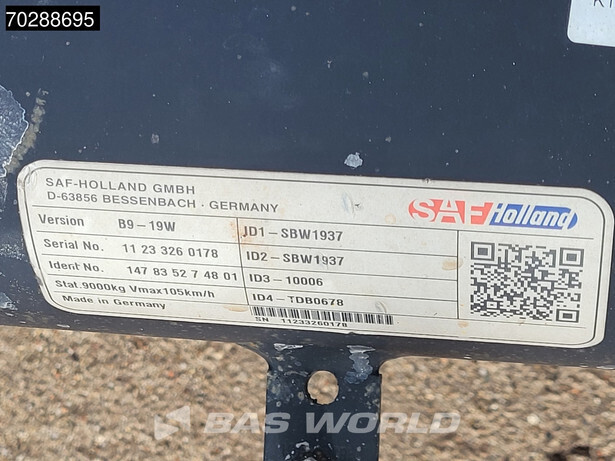 70288695
SAF-HOLLAND GMBH
D-63856 BESSENBACH · GERMANY
SAF Holland
Version B9-19W JD1-SBW1937
Serial No. 11 23 326 0178 JD2-SBW1937
Ident No. 147 83 52 7 48 01 ID3-10006
Stat.9000kg Vmax105km/h ID4-TDB0678
Made in Germany
SN 11233260178
BAS WORLD